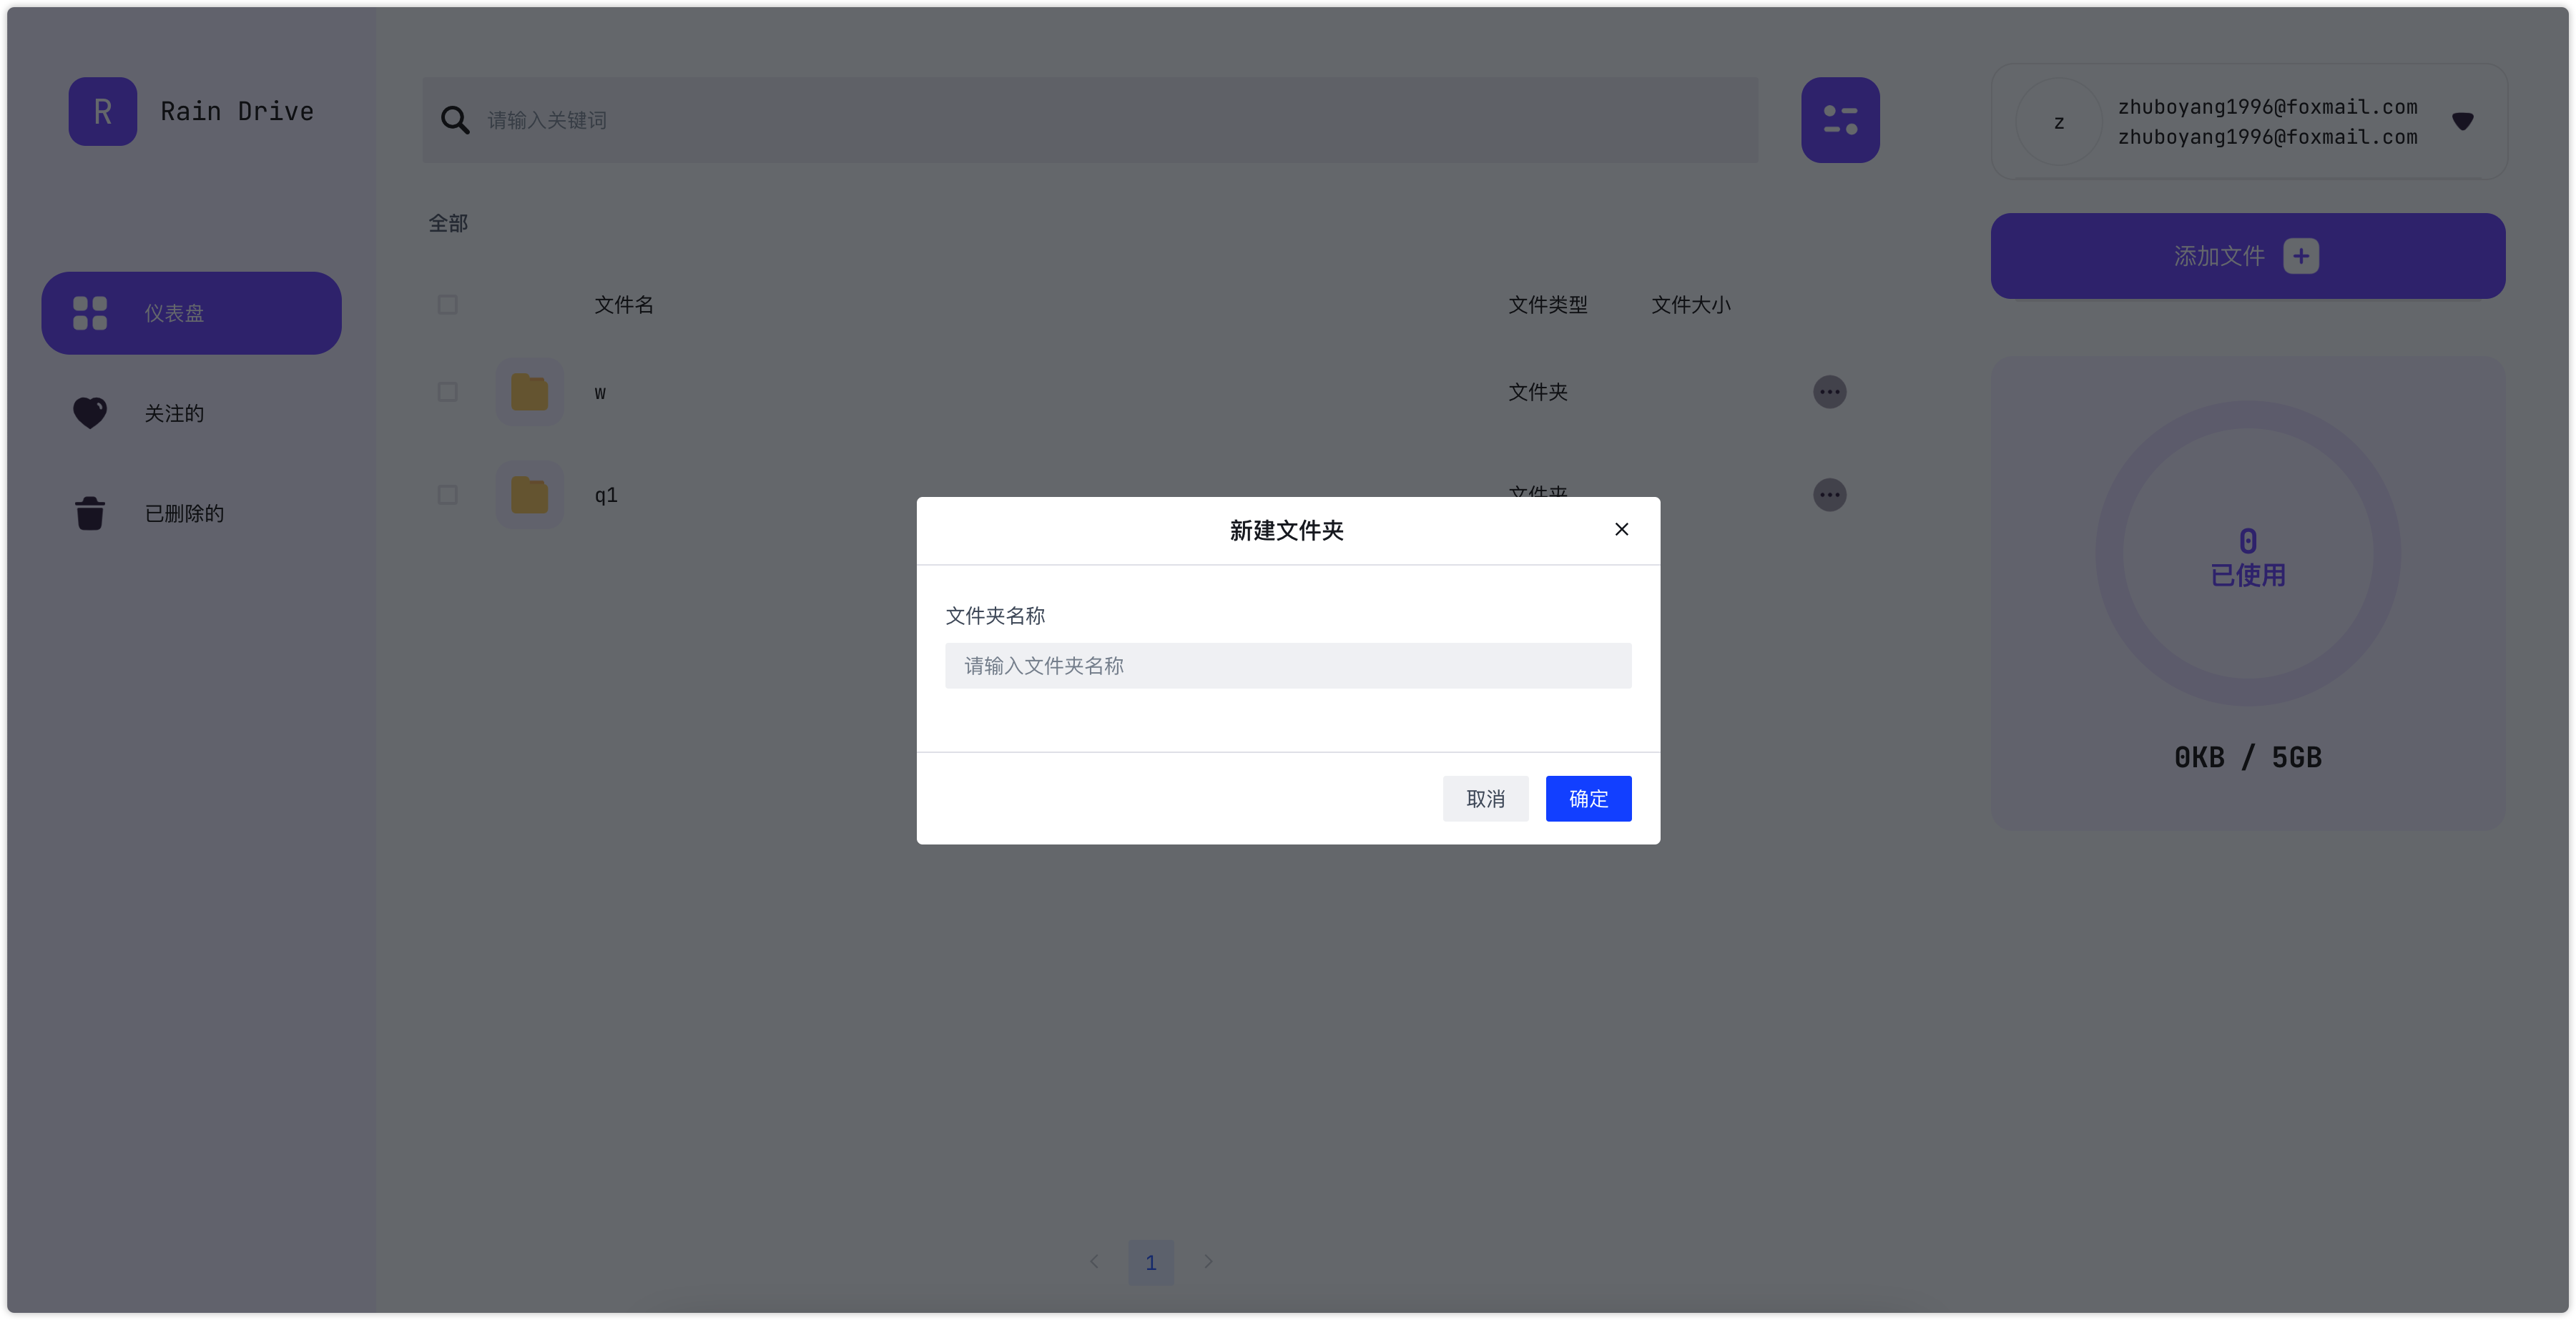 R
Rain Drive
仪表盘
关注的
已删除的
请输入关键词
全部
文件名 文件类型 文件大小
w 文件夹
q1 文件夹
新建文件夹
文件夹名称
请输入文件夹名称
取消 确定
1
z
zhuboyang1996@foxmail.com
zhuboyang1996@foxmail.com
添加文件
0
已使用
0KB / 5GB